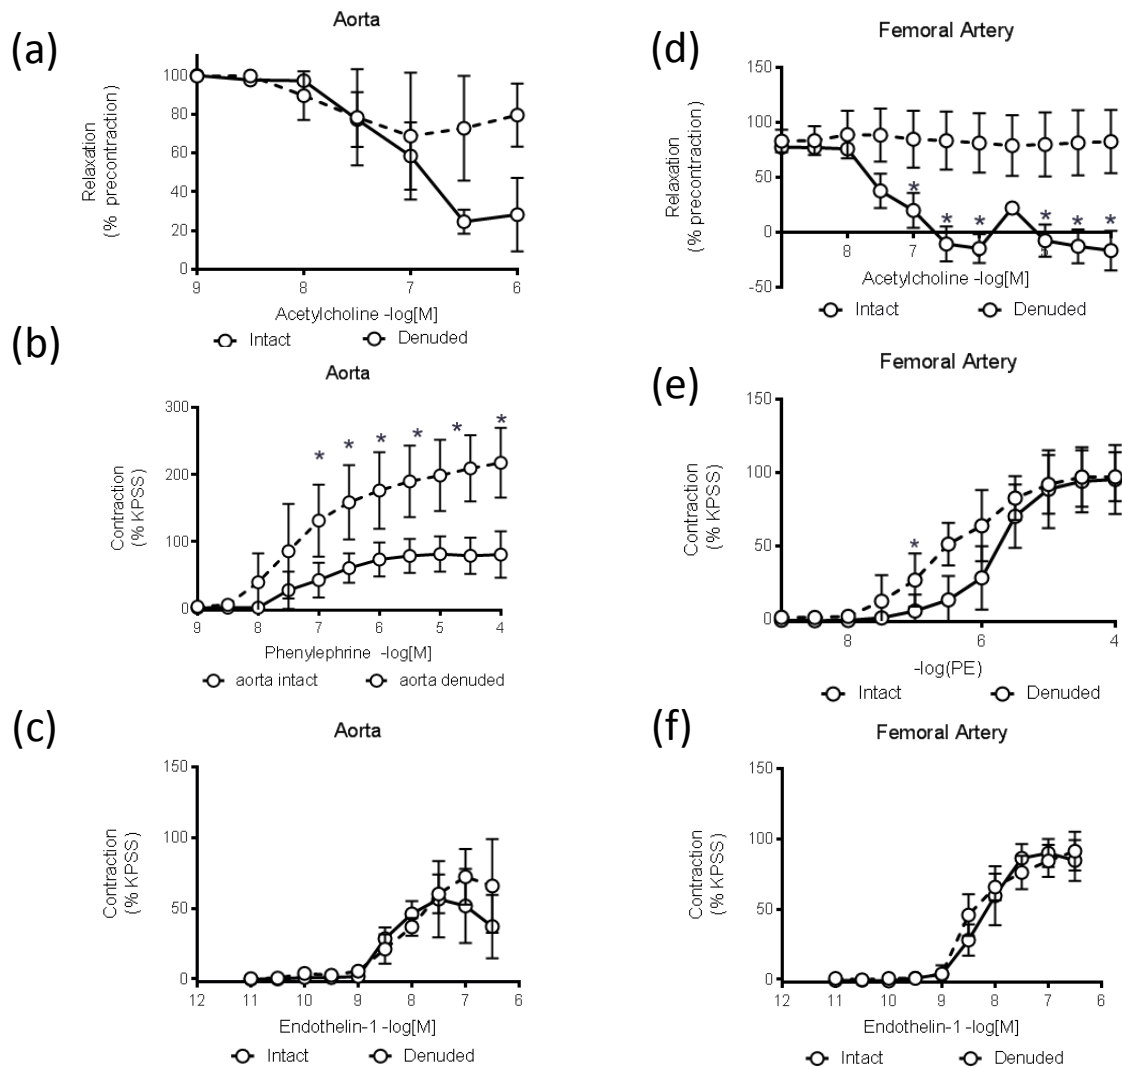 (a)
Aorta
Relaxation
(% precontraction)
100
80
60
40
20
0
9
8
7
6
Acetylcholine -log[M]
Intact
Denuded
(b)
Aorta
Contraction
(% KPSS)
300
200
100
0
9
8
7
6
5
4
Phenylephrine -log[M]
aorta intact
aorta denuded
* * * * * *
(c)
Aorta
Contraction
(% KPSS)
150
100
50
0
12
11
10
9
8
7
6
Endothelin-1 -log[M]
Intact
Denuded
(d)
Femoral Artery
Relaxation
(% precontraction)
150
100
50
0
-50
8
7
Acetylcholine -log[M]
Intact
Denuded
* * * * * *
(e)
Femoral Artery
Contraction
(% KPSS)
150
100
50
0
8
6
4
-log(PE)
Intact
Denuded
*
(f)
Femoral Artery
Contraction
(% KPSS)
150
100
50
0
12
11
10
9
8
7
6
Endothelin-1 -log[M]
Intact
Denuded